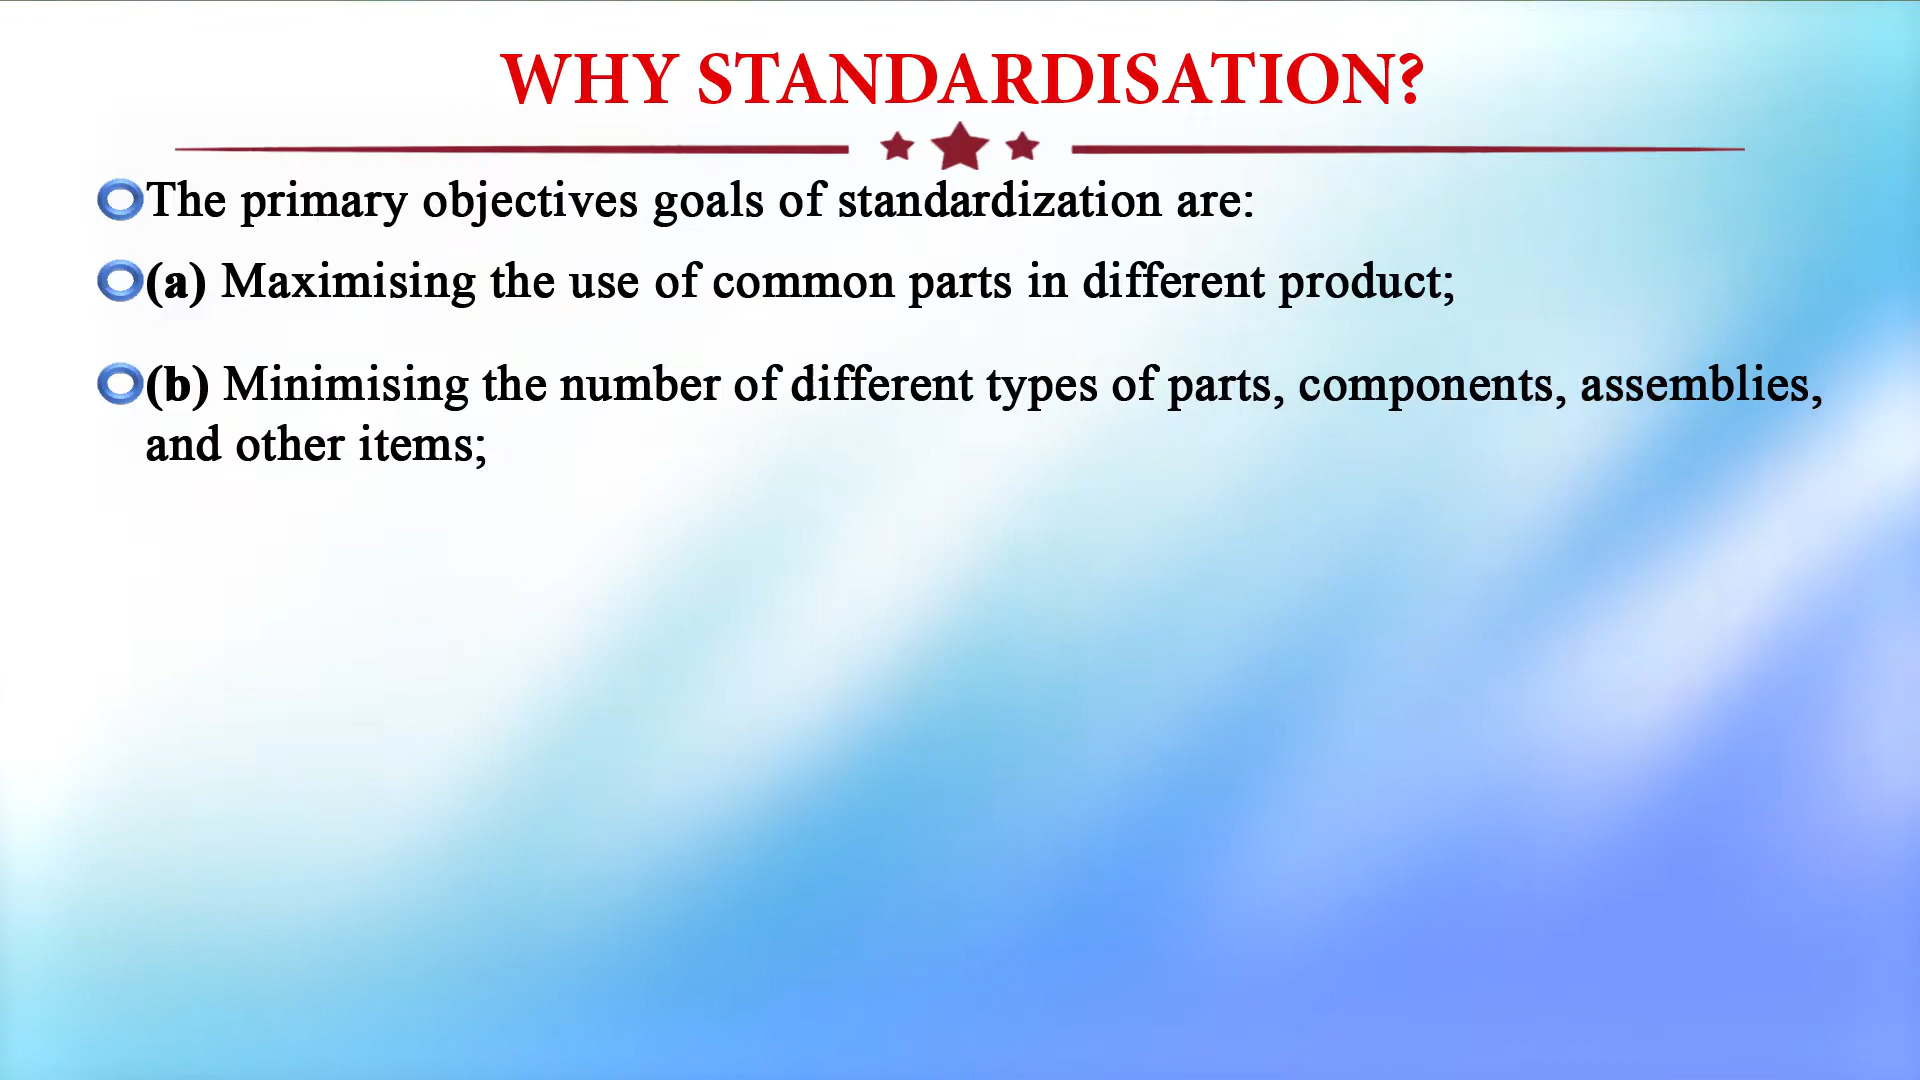 WHY STANDARDISATION?
The primary objectives goals of standardization are:
(a) Maximising the use of common parts in different product;
(b) Minimising the number of different types of parts, components, assemblies,
and other items;